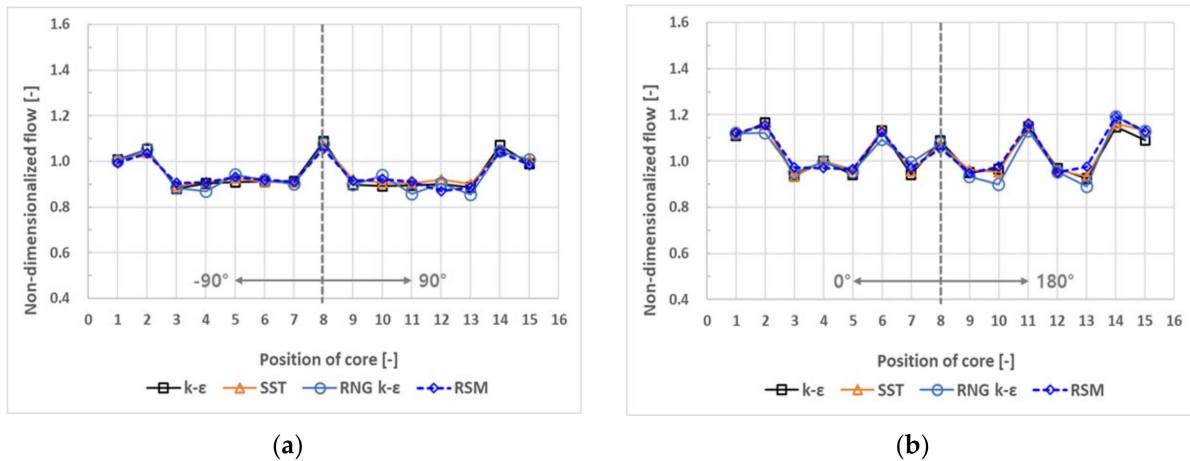 1.6
1.4
1.2
1.0
0.8
0.6
0.4
Non-dimensionalized flow [-]
-90° 90°
0 1 2 3 4 5 6 7 8 9 10 11 12 13 14 15 16
Position of core [-]
k-ε SST RNG k-ε RSM
(a)
1.6
1.4
1.2
1.0
0.8
0.6
0.4
Non-dimensionalized flow [-]
0° 180°
0 1 2 3 4 5 6 7 8 9 10 11 12 13 14 15 16
Position of core [-]
k-ε SST RNG k-ε RSM
(b)